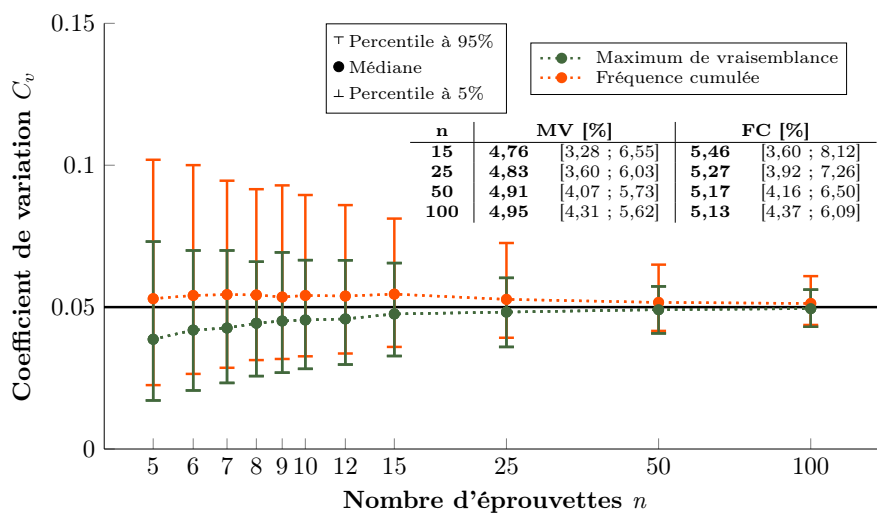 0.15
0.1
0.05
0
Coefficient de variation Cv
Percentile à 95%
Médiane
Percentile à 5%
Maximum de vraisemblance
Fréquence cumulée
n MV [%] FC [%]
15 4,76 [3,28 ; 6,55] 5,46 [3,60 ; 8,12]
25 4,83 [3,60 ; 6,03] 5,27 [3,92 ; 7,26]
50 4,91 [4,07 ; 5,73] 5,17 [4,16 ; 6,50]
100 4,95 [4,31 ; 5,62] 5,13 [4,37 ; 6,09]
5 6 7 8 9 10 12 15 25 50 100
Nombre d'éprouvettes n